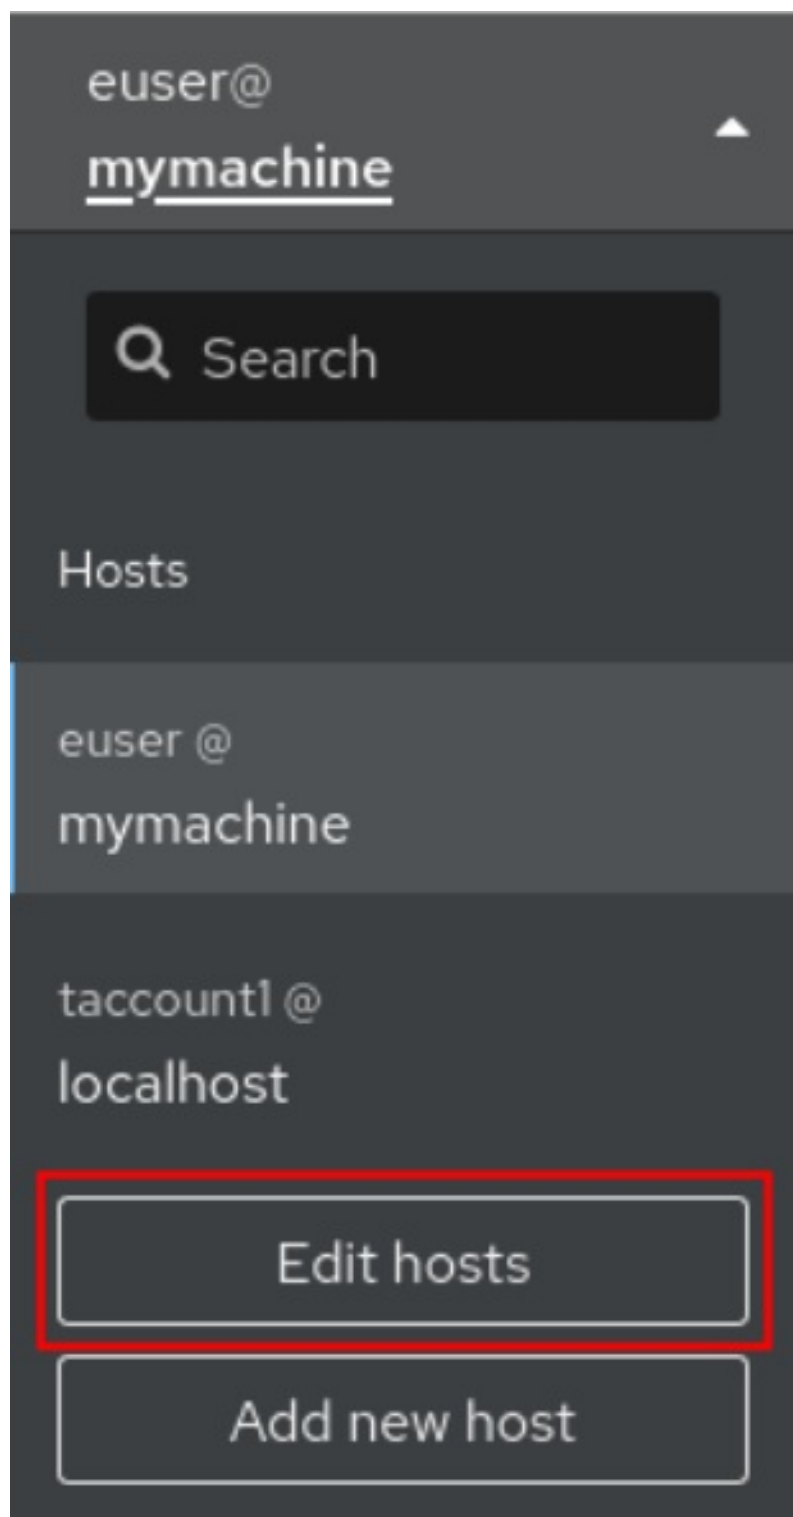 euser@
mymachine
Search
Hosts
euser @
mymachine
taccount1 @
localhost
Edit hosts
Add new host